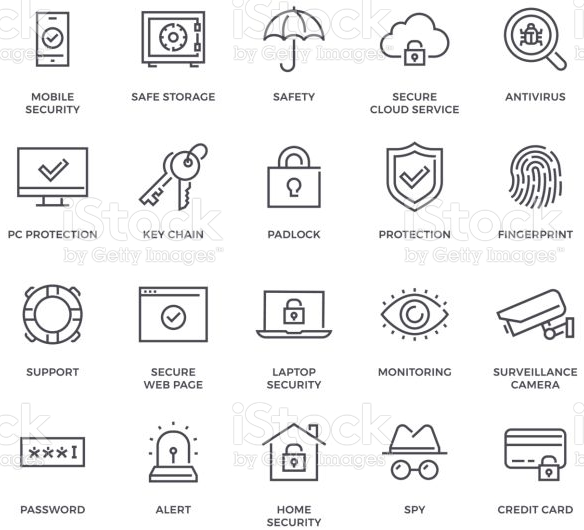 MOBILE
SECURITY
SAFE STORAGE
SAFETY
SECURE
CLOUD SERVICE
ANTIVIRUS
PC PROTECTION
KEY CHAIN
PADLOCK
PROTECTION
FINGERPRINT
iStock
by Getty Images™
SUPPORT
SECURE
WEB PAGE
LAPTOP
SECURITY
MONITORING
SURVEILLANCE
CAMERA
***I
PASSWORD
ALERT
HOME
SECURITY
SPY
CREDIT CARD